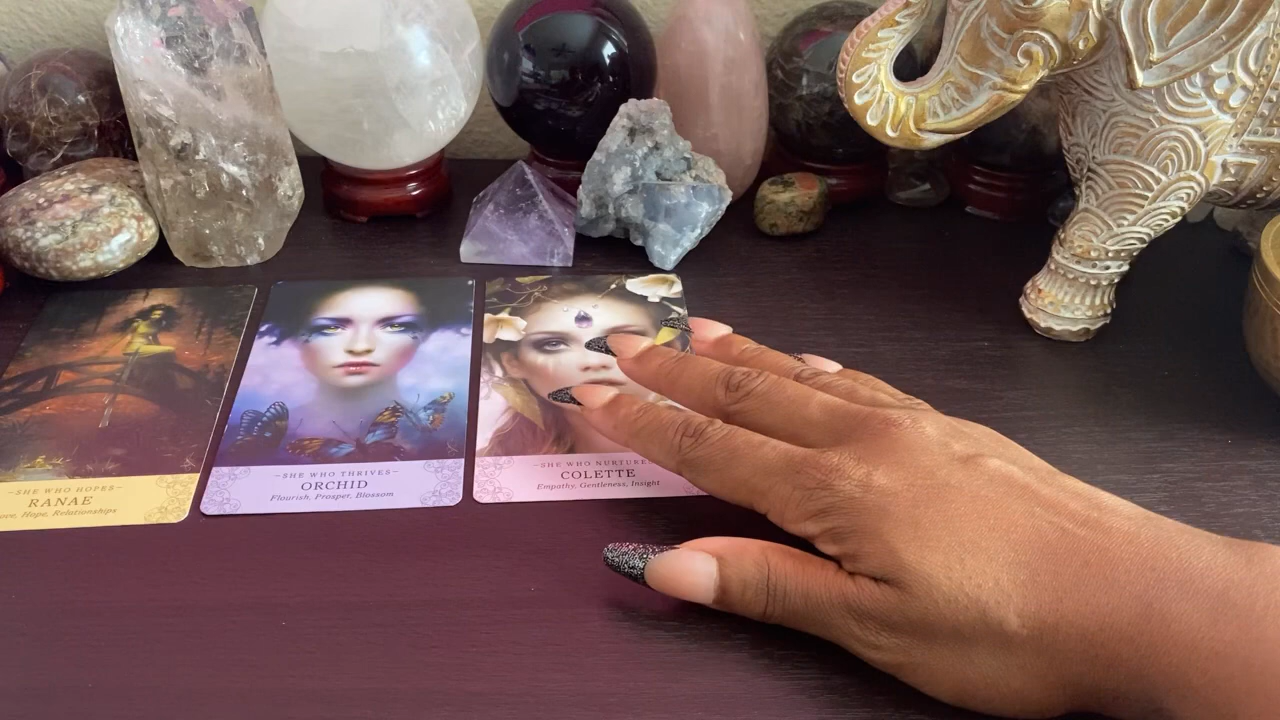 ~SHE WHO HOPES~
RANAE
Hope, Relationships
~SHE WHO THRIVES~
ORCHID
Flourish, Prosper, Blossom
~SHE WHO NURTURES
COLETTE
Empathy, Gentleness, Insight